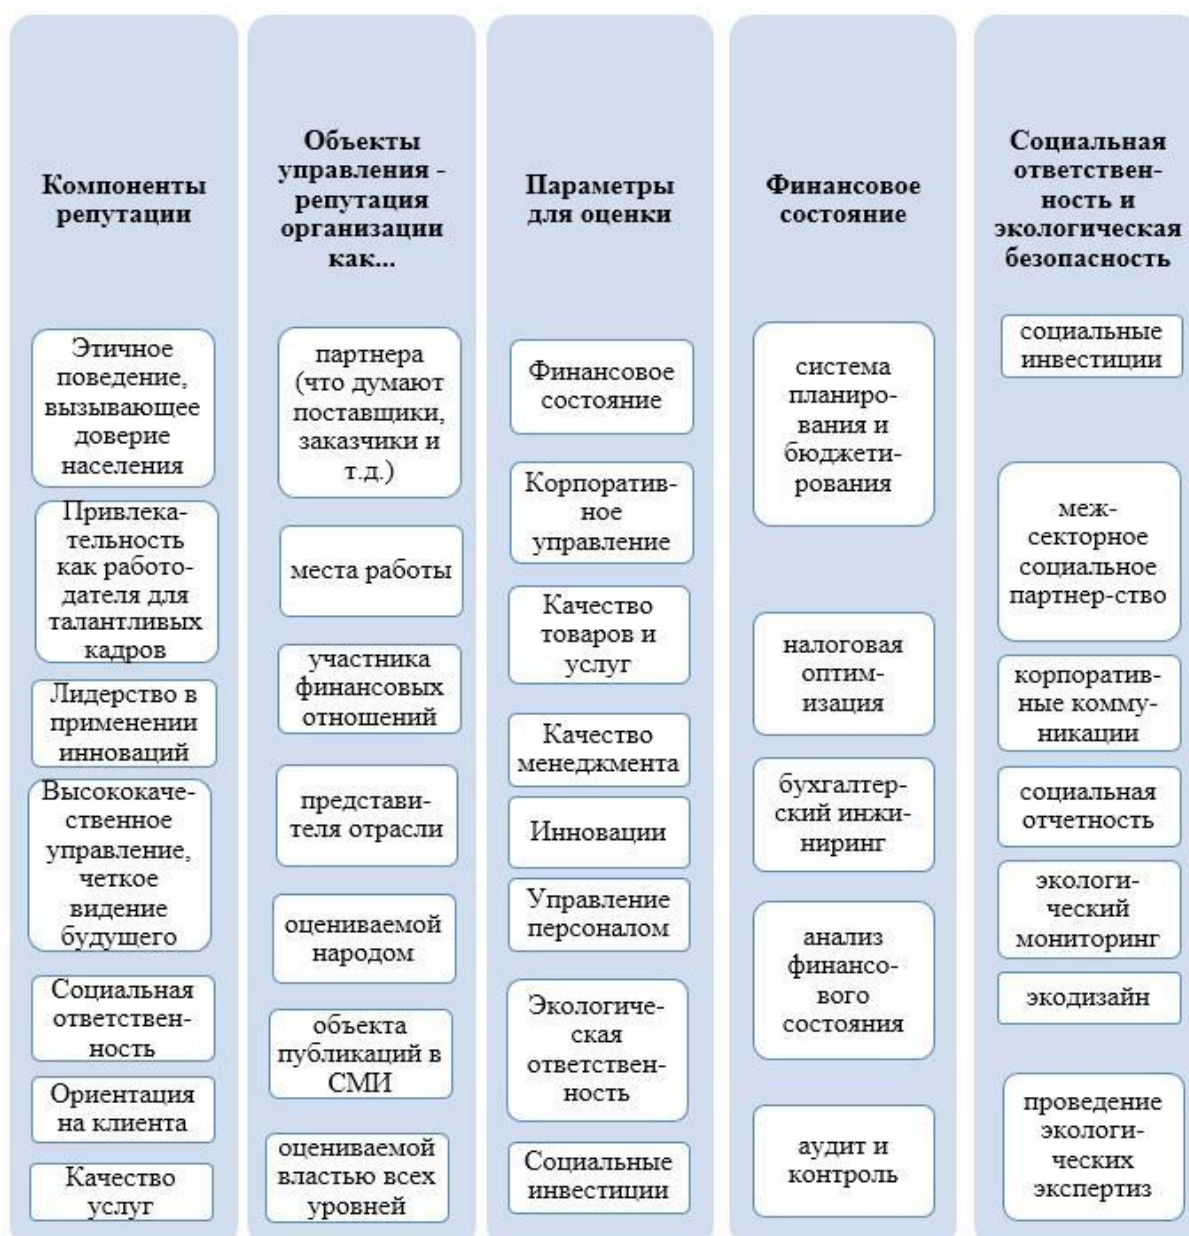 Компоненты
репутации
Этичное
поведение,
вызывающее
доверие
населения
Привлека-
тельность
как работо-
дателя для
талантливых
кадров
Лидерство в
применении
инноваций
Высококаче-
ственное
управление,
четкое
видение
будущего
Социальная
ответствен-
ность
Ориентация
на клиента
Качество
услуг
Объекты
управления -
репутация
организации
как...
партнера
(что думают
поставщики,
заказчики и
т.д.)
места работы
участника
финансовых
отношений
представи-
теля отрасли
оцениваемой
народом
объекта
публикаций в
СМИ
оцениваемой
властью всех
уровней
Параметры
для оценки
Финансовое
состояние
Корпоратив-
ное
управление
Качество
товаров и
услуг
Качество
менеджмента
Инновации
Управление
персоналом
Экологиче-
ская
ответствен-
ность
Социальные
инвестиции
Финансовое
состояние
система
планиро-
вания и
бюджети-
рования
налоговая
оптим-
изация
бухгалтер-
ский инжи-
ниринг
анализ
финансо-
вого
состояния
аудит и
контроль
Социальная
ответствен-
ность и
экологическая
безопасность
социальные
инвестиции
меж-
секторное
социальное
партнер-ство
корпоратив-
ные комму-
никации
социальная
отчетность
экологи-
ческий
мониторинг
экодизайн
проведение
экологи-
ческих
экспертиз